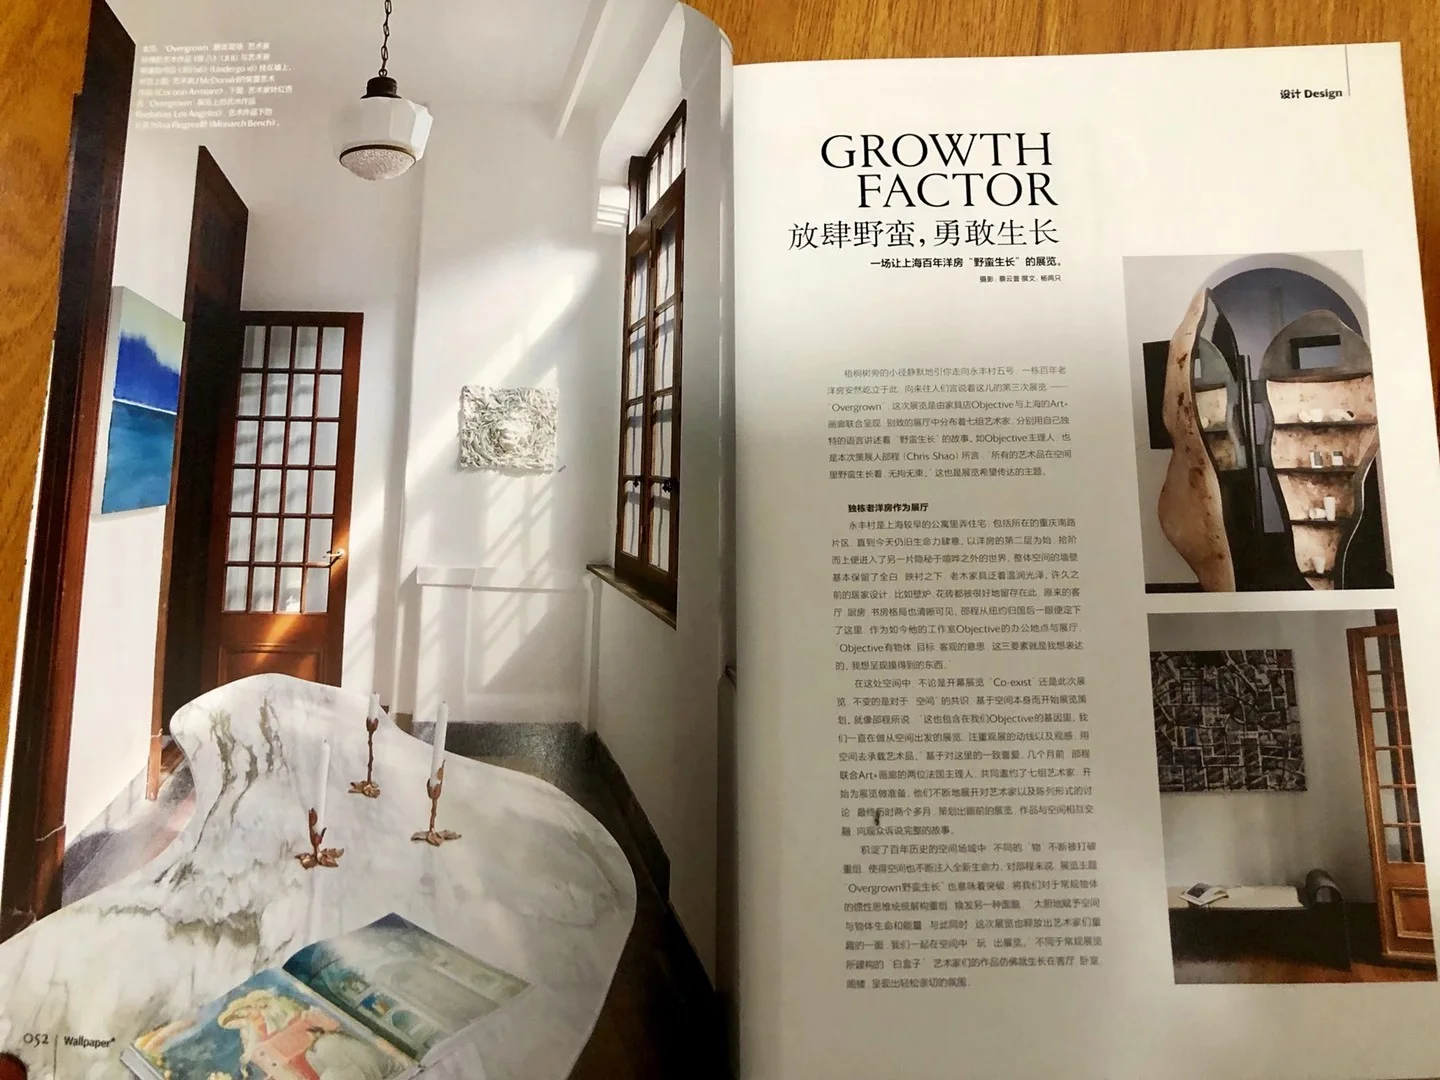 设计 Design
GROWTH
FACTOR
放肆野蛮，勇敢生长
一场让上海百年洋房“野蛮生长”的展览。
摄影：蔡云普 撰文：杨两只
梧桐树旁的小径静默地引你走向永丰村五号，一栋百年老
洋房安然屹立于此，向来往人们言说着这儿的第三次展览——
“Overgrown”。这次展览是由家具店Objective与上海的Art+
画廊联合呈现，别致的展厅中分布着七组艺术家，分别用自己独
特的语言讲述着“野蛮生长”的故事。如Objective主理人，也
是本次策展人邵程（Chris Shao）所言：“所有的艺术品在空间
里野蛮生长着，无拘无束。”这也是展览希望传达的主题。
独栋老洋房作为展厅
永丰村是上海较早的公寓里弄住宅，包括所在的重庆南路
片区，直到今天仍旧生命力肆意。以洋房的第二层为始，拾阶
而上便进入了另一片隐秘于喧哗之外的世界。整体空间的墙壁
基本保留了全白，映衬之下，老木家具泛着温润光泽，许久之
前的居家设计，比如壁炉、花砖都被很好地留存在此，原来的客
厅、厨房、书房格局也清晰可见。邵程从纽约归国后一眼便定下
了这里，作为如今他的工作室Objective的办公地点与展厅，
“Objective有物体、目标、客观的意思，这三要素就是我想表达
的，我想呈现摸得到的东西。”
在这处空间中，不论是开幕展览“Co-exist”还是此次展
览，不变的是对于“空间”的共识，基于空间本身而开始展览策
划，就像邵程所说：“这也包含在我们Objective的基因里，我
们一直在做从空间出发的展览，注重观展的动线以及观感，用
空间去承载艺术品。”基于对这里的一致喜爱，几个月前，邵程
联合Art+画廊的两位法国主理人，共同邀约了七组艺术家，开
始为展览做准备，他们不断地展开对艺术家以及陈列形式的讨
论，最终历时两个多月，策划出眼前的展览，作品与空间相互交
融，向观众诉说完整的故事。
积淀了百年历史的空间场域中，不同的“物”不断被打破
重组，使得空间也不断注入全新生命力。对邵程来说，展览主题
“Overgrown野蛮生长”也意味着突破，将我们对于常规物体
的惯性思维统统解构重组，焕发另一种面貌，“大胆地赋予空间
与物体生命和能量，与此同时，这次展览也释放出艺术家们童
趣的一面，我们一起在空间中‘玩’出展览。”不同于常规展览
所建构的“白盒子”，艺术家们的作品仿佛就生长在客厅、卧室、
阁楼，呈现出轻松亲切的氛围。
052 | Wallpaper*